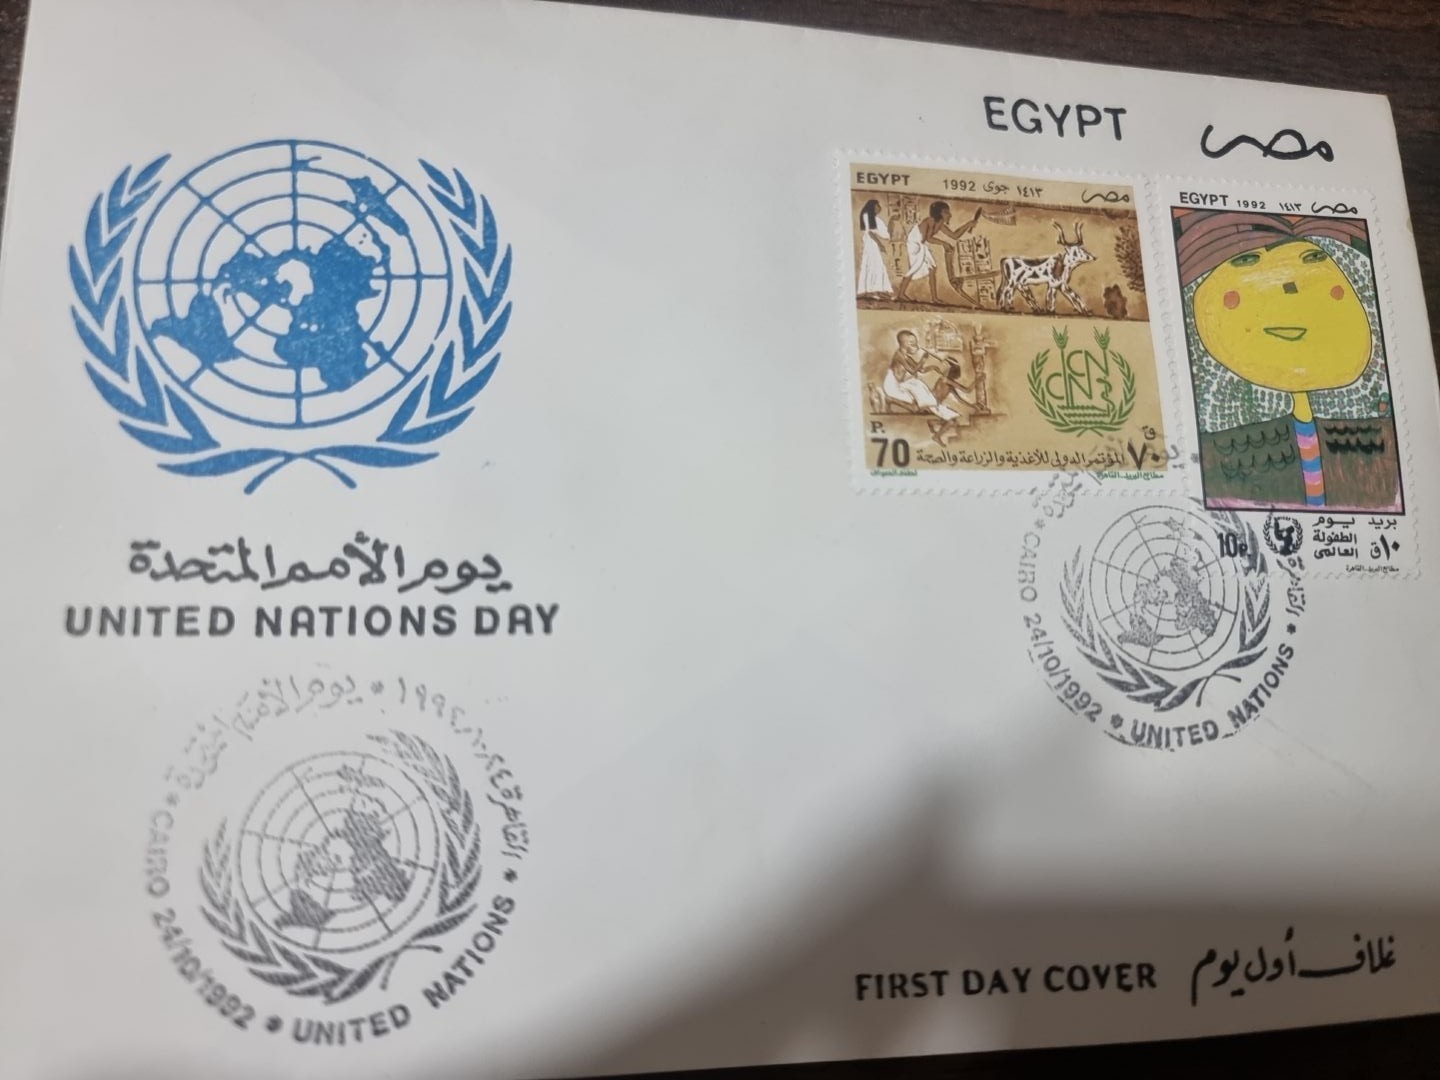 EGYPT مصر
EGYPT 1992 جوى ١٤١٣ مصر
P. 70 ٧٠ ق
المؤتمر الدولى للأغذية والزراعة والصحة
مطابع البريد - القاهرة
EGYPT 1992 ١٤١٣ مصر
10P. ١٠ ق
بريد يوم
الطفولة
العالمى
مطابع البريد - القاهرة
يوم الأمم المتحدة
UNITED NATIONS DAY
CAIRO 24/10/1992 * UNITED NATIONS * القاهرة
يوم الأمم المتحدة * CAIRO 24/10/1992 * UNITED NATIONS * القاهرة
FIRST DAY COVER غلاف أول يوم